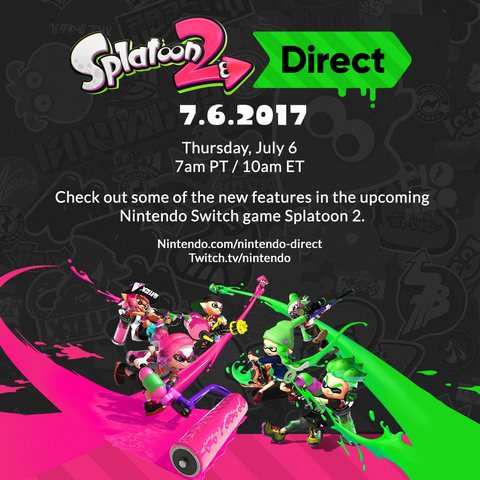 Splatoon 2 Direct
7.6.2017
Thursday, July 6
7am PT / 10am ET
Check out some of the new features in the upcoming
Nintendo Switch game Splatoon 2.
Nintendo.com/nintendo-direct
Twitch.tv/nintendo